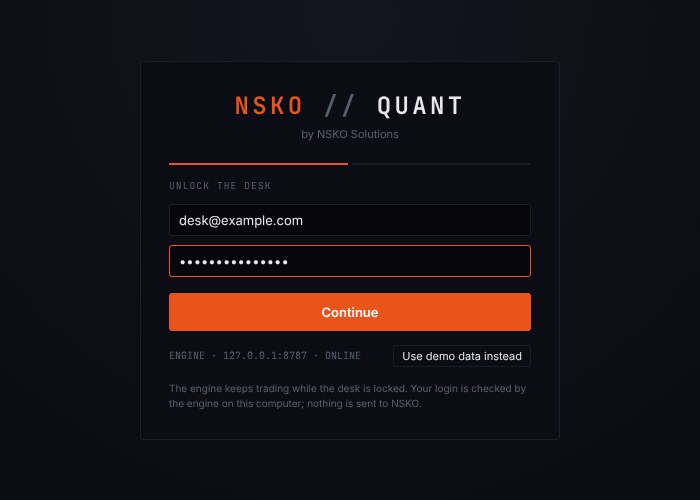 NSKO // QUANT
by NSKO Solutions
UNLOCK THE DESK
desk@example.com
•••••••••••••••
Continue
ENGINE · 127.0.0.1:8787 · ONLINE
Use demo data instead
The engine keeps trading while the desk is locked. Your login is checked by
the engine on this computer; nothing is sent to NSKO.